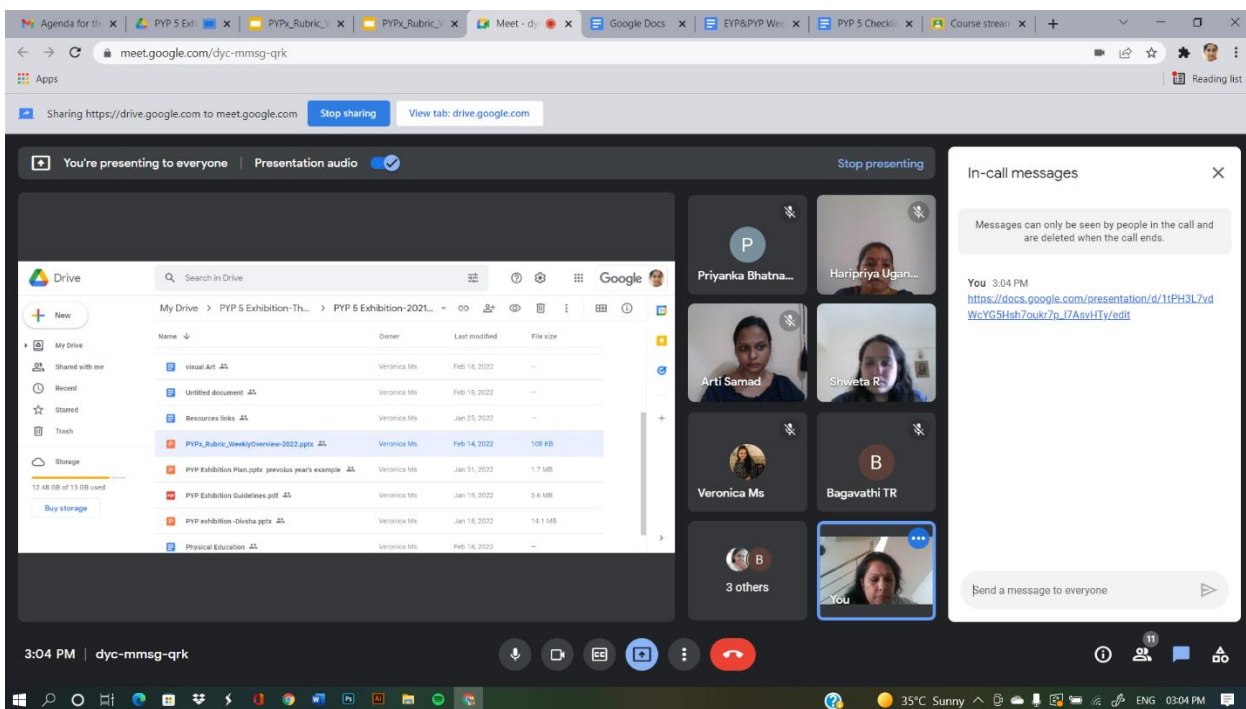 Agenda for th
PYP 5 Exh
PYPx_Rubric_V
PYPx_Rubric_V
Meet - dy
Google Docs
EYP&PYP We
PYP 5 Checkli
Course stream
meet.google.com/dyc-mmsg-qrk
Apps
Reading list
Sharing https://drive.google.com to meet.google.com
Stop sharing
View tab: drive.google.com
You're presenting to everyone | Presentation audio
Stop presenting
Drive
Search in Drive
Google
New
My Drive > PYP 5 Exhibition-Th... > PYP 5 Exhibition-2021...
Name
Owner
Last modified
File size
My Drive
Shared with me
Recent
Starred
Trash
Storage
12.48 GB of 15 GB used
Buy storage
visual Art Veronica Ms Feb 18, 2022 –
Untitled document Veronica Ms Feb 18, 2022 –
Resources links Veronica Ms Jan 25, 2022 –
PYPx_Rubric_WeeklyOverview-2022.pptx Veronica Ms Feb 14, 2022 108 KB
PYP Exhibition Plan.pptx prevoius year's example Veronica Ms Jan 31, 2022 1.7 MB
PYP Exhibition Guidelines.pdf Veronica Ms Jan 19, 2022 3.6 MB
PYP exhibition -Divsha.pptx Veronica Ms Jan 18, 2022 14.1 MB
Physical Education Veronica Ms Feb 18, 2022 –
P
Priyanka Bhatna...
Haripriya Ugan...
Arti Samad
Shweta R
Veronica Ms
B
Bagavathi TR
B
3 others
You
In-call messages
Messages can only be seen by people in the call and
are deleted when the call ends.
You 3:04 PM
https://docs.google.com/presentation/d/1tPH3L7vd
WcYG5Hsh7oukr7p_I7AsvHTy/edit
Send a message to everyone
3:04 PM | dyc-mmsg-qrk
CC
11
35°C Sunny
ENG
03:04 PM